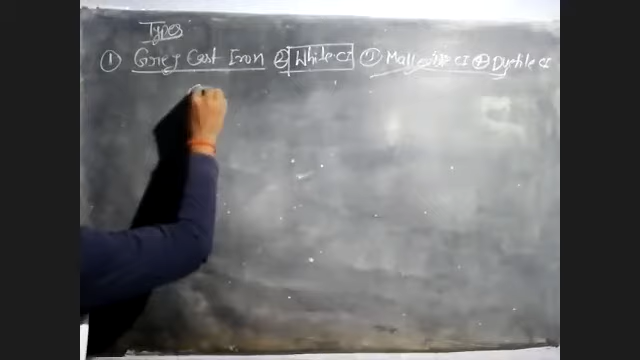 Types
① Grey Cast Iron ② White CI ③ Malleable CI ④ Ductile CI